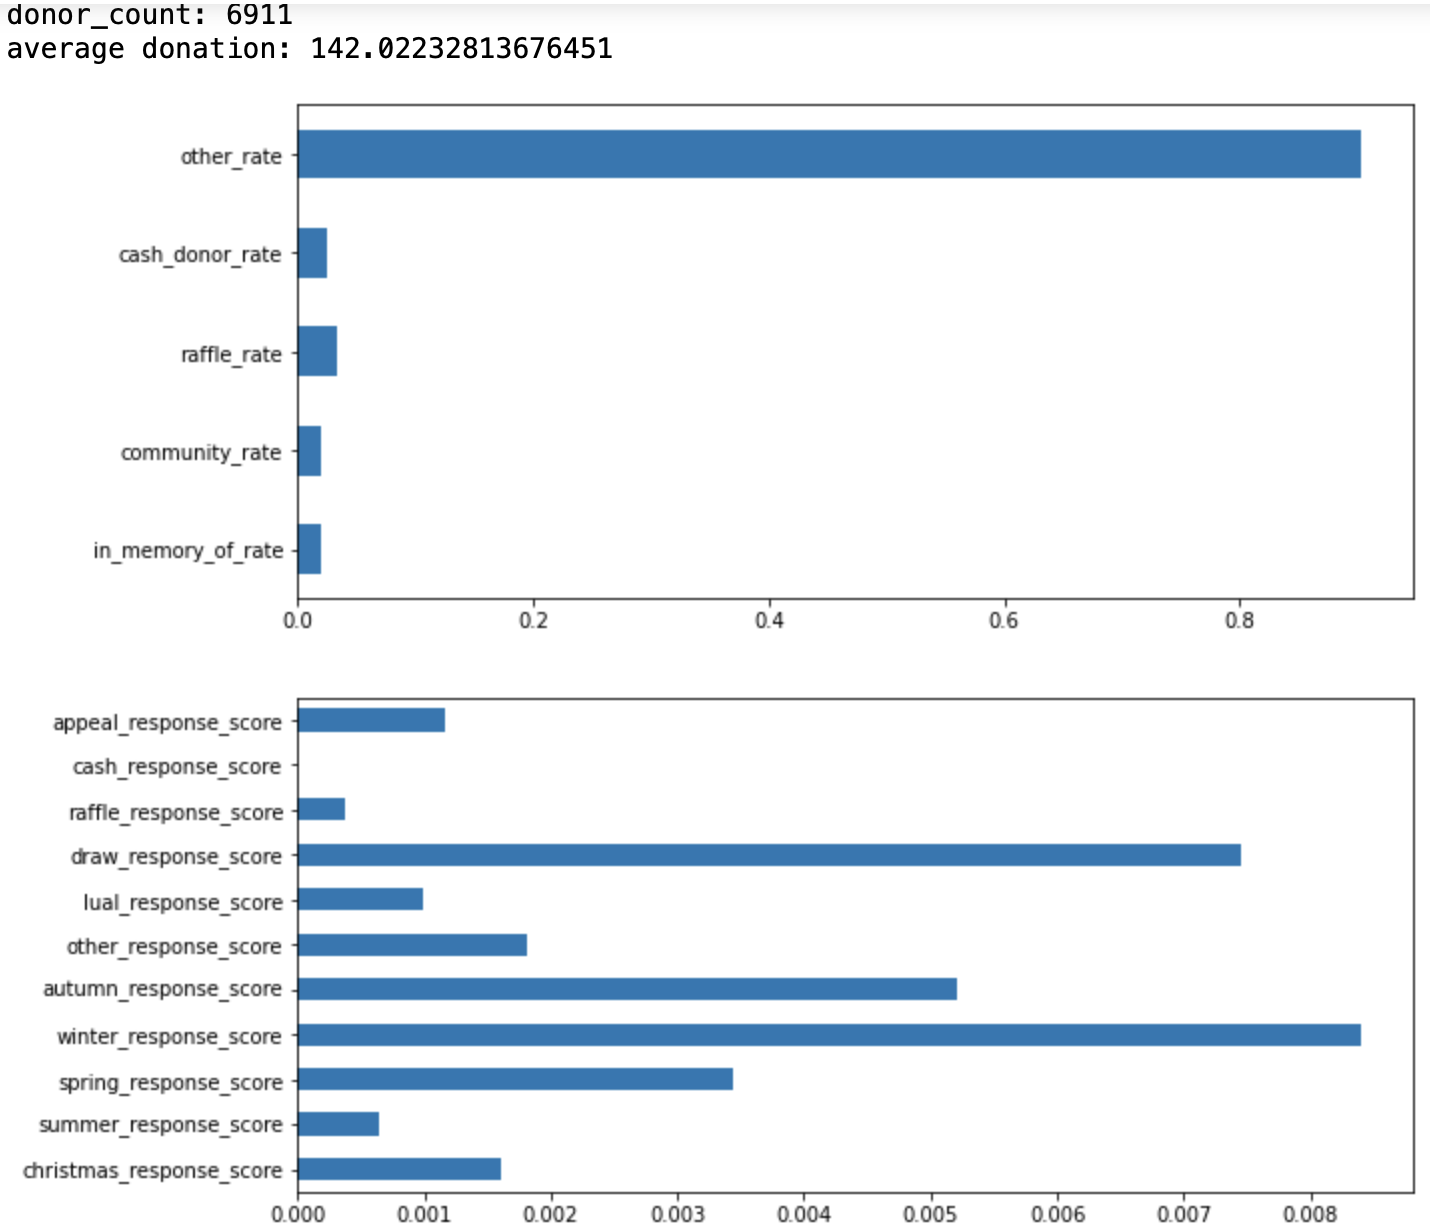 donor_count: 6911
average donation: 142.02232813676451
other_rate
cash_donor_rate
raffle_rate
community_rate
in_memory_of_rate
0.0 0.2 0.4 0.6 0.8
appeal_response_score
cash_response_score
raffle_response_score
draw_response_score
lual_response_score
other_response_score
autumn_response_score
winter_response_score
spring_response_score
summer_response_score
christmas_response_score
0.000 0.001 0.002 0.003 0.004 0.005 0.006 0.007 0.008